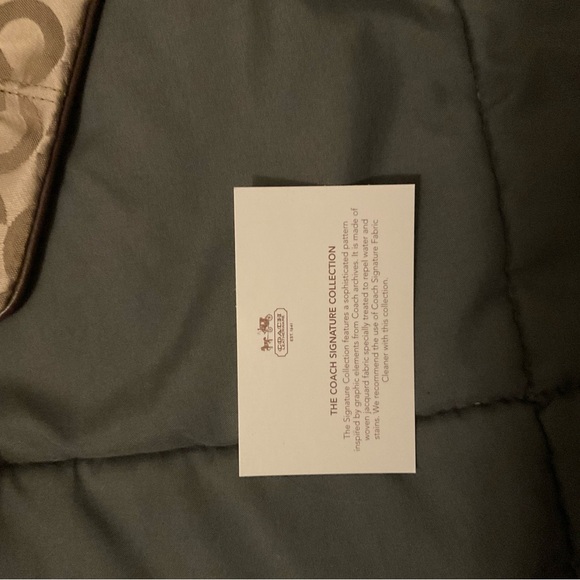 COACH
EST. 1941
THE COACH SIGNATURE COLLECTION
The Signature Collection features a sophisticated pattern
inspired by graphic elements from Coach archives. It is made of
woven jacquard fabric specially treated to repel water and
stains. We recommend the use of Coach Signature Fabric
Cleaner with this collection.